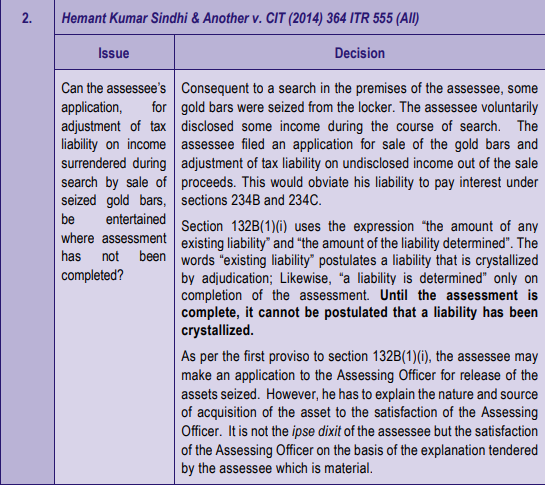 2. Hemant Kumar Sindhi & Another v. CIT (2014) 364 ITR 555 (All)
Issue
Decision
Can the assessee's
application, for
adjustment of tax
liability on income
surrendered during
search by sale of
seized gold bars,
be entertained
where assessment
has not been
completed?
Consequent to a search in the premises of the assessee, some
gold bars were seized from the locker. The assessee voluntarily
disclosed some income during the course of search. The
assessee filed an application for sale of the gold bars and
adjustment of tax liability on undisclosed income out of the sale
proceeds. This would obviate his liability to pay interest under
sections 234B and 234C.
Section 132B(1)(i) uses the expression "the amount of any
existing liability" and "the amount of the liability determined". The
words "existing liability" postulates a liability that is crystallized
by adjudication; Likewise, "a liability is determined" only on
completion of the assessment. Until the assessment is
complete, it cannot be postulated that a liability has been
crystallized.
As per the first proviso to section 132B(1)(i), the assessee may
make an application to the Assessing Officer for release of the
assets seized. However, he has to explain the nature and source
of acquisition of the asset to the satisfaction of the Assessing
Officer. It is not the ipse dixit of the assessee but the satisfaction
of the Assessing Officer on the basis of the explanation tendered
by the assessee which is material.